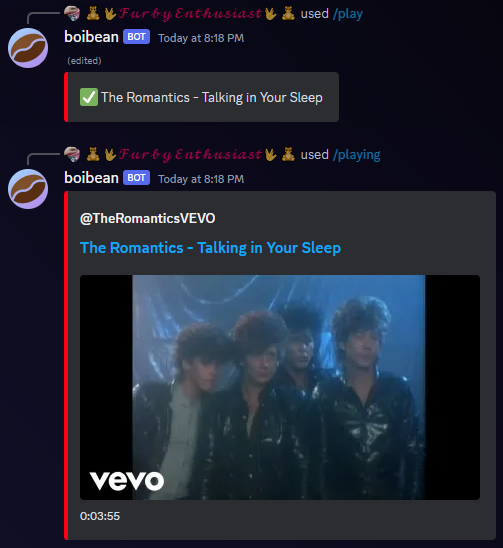 🧸 🖖 𝓕𝓾𝓻𝓫𝔂 𝓔𝓷𝓽𝓱𝓾𝓼𝓲𝓪𝓼𝓽 🖖 🧸 used /play
boibean BOT Today at 8:18 PM
(edited)
✅ The Romantics - Talking in Your Sleep
🧸 🖖 𝓕𝓾𝓻𝓫𝔂 𝓔𝓷𝓽𝓱𝓾𝓼𝓲𝓪𝓼𝓽 🖖 🧸 used /playing
boibean BOT Today at 8:18 PM
@TheRomanticsVEVO
The Romantics - Talking in Your Sleep
vevo
0:03:55